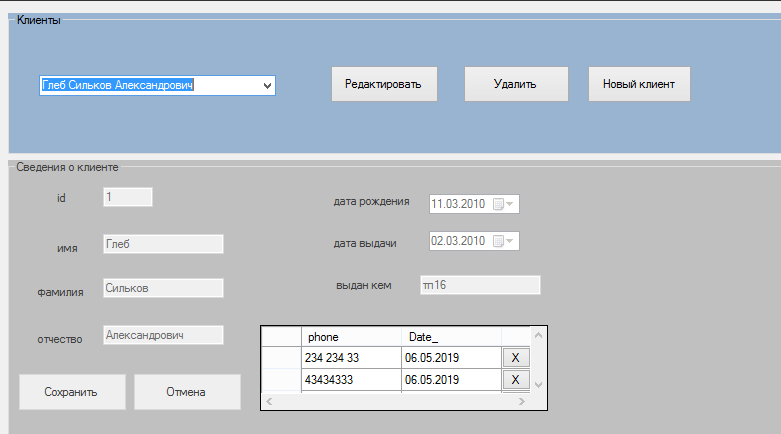 Клиенты
Глеб Сильков Александрович
Редактировать
Удалить
Новый клиент
Сведения о клиенте
id
1
дата рождения
11.03.2010
имя
Глеб
дата выдачи
02.03.2010
фамилия
Сильков
выдан кем
тп16
отчество
Александрович
phone Date_
234 234 33 06.05.2019 X
43434333 06.05.2019 X
Сохранить
Отмена